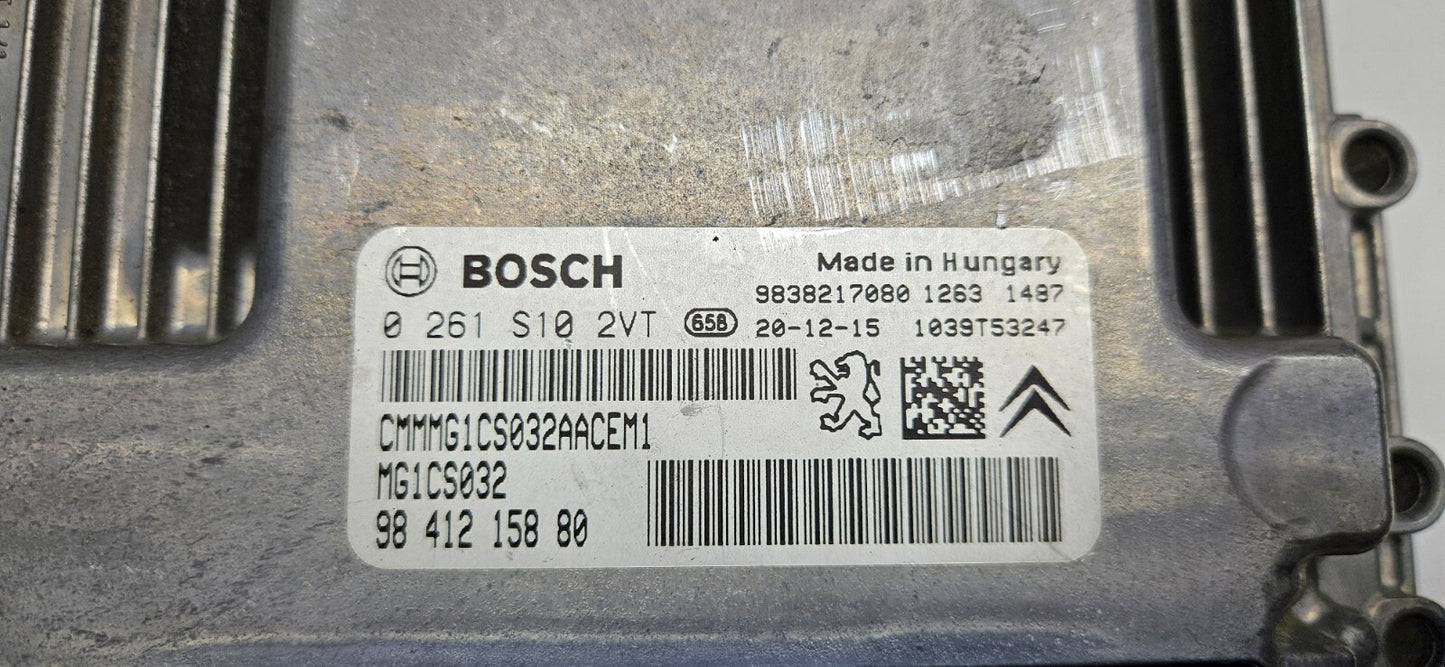 BOSCH
Made in Hungary
9838217080 1263 1487
0 261 S10 2VT 65B 20-12-15 1039T53247
CMMMG1CS032AACEM1
MG1CS032
98 412 158 80